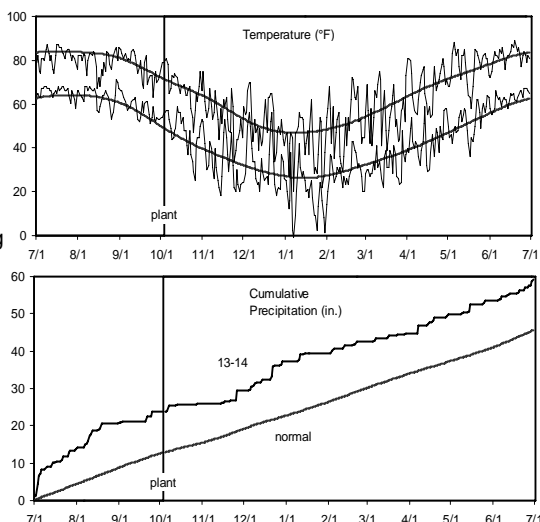 100
Temperature (°F)
80
60
40
20
plant
0
g
7/1 8/1 9/1 10/1 11/1 12/1 1/1 2/1 3/1 4/1 5/1 6/1 7/1
60
Cumulative
Precipitation (in.)
50
13-14
40
30
normal
20
10
plant
0
7/1 8/1 9/1 10/1 11/1 12/1 1/1 2/1 3/1 4/1 5/1 6/1 7/1